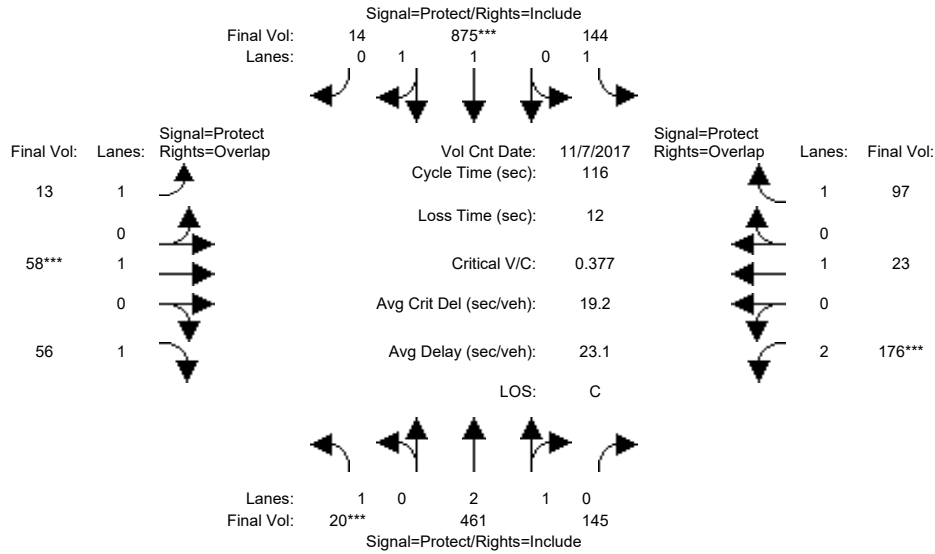 Signal=Protect/Rights=Include
Final Vol: 14 875*** 144
Lanes: 0 1 1 0 1
Signal=Protect
Final Vol: Lanes: Rights=Overlap
Vol Cnt Date: 11/7/2017
Signal=Protect
Rights=Overlap Lanes: Final Vol:
Cycle Time (sec): 116
13 1
1 97
Loss Time (sec): 12
0
0
58*** 1
Critical V/C: 0.377
1 23
0
Avg Crit Del (sec/veh): 19.2
0
56 1
Avg Delay (sec/veh): 23.1
2 176***
LOS: C
Lanes: 1 0 2 1 0
Final Vol: 20*** 461 145
Signal=Protect/Rights=Include